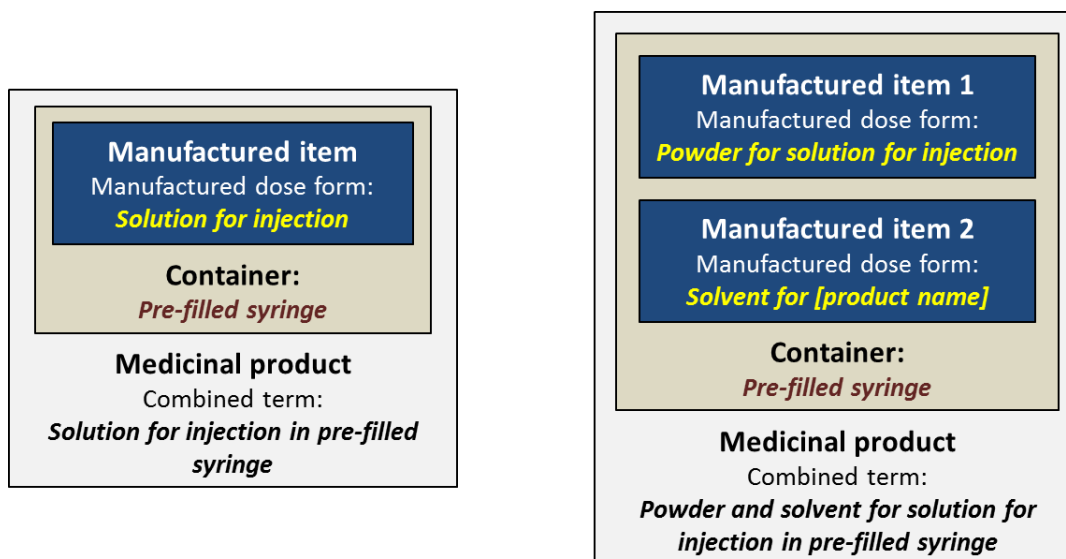 Manufactured item
Manufactured dose form:
Solution for injection
Container:
Pre-filled syringe
Medicinal product
Combined term:
Solution for injection in pre-filled
syringe
Manufactured item 1
Manufactured dose form:
Powder for solution for injection
Manufactured item 2
Manufactured dose form:
Solvent for [product name]
Container:
Pre-filled syringe
Medicinal product
Combined term:
Powder and solvent for solution for
injection in pre-filled syringe